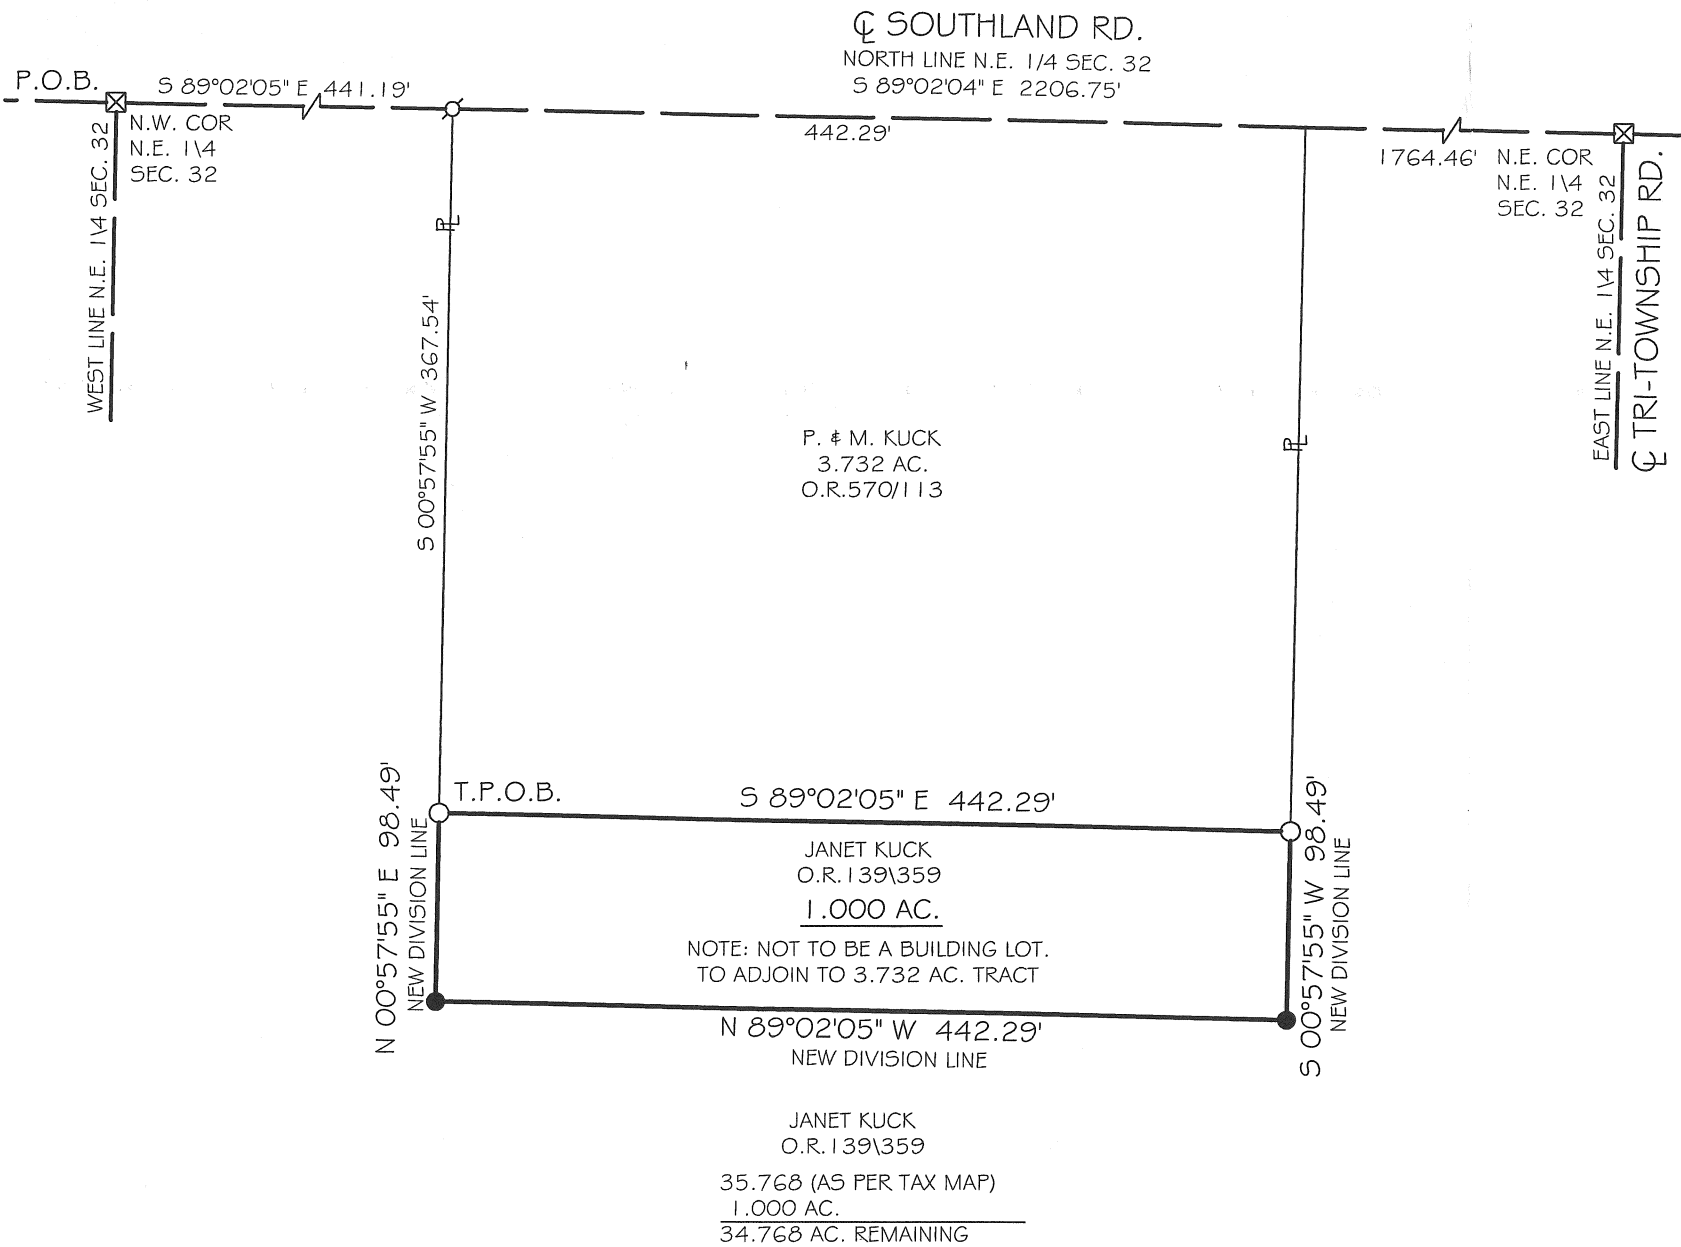 ℄ SOUTHLAND RD.
NORTH LINE N.E. 1/4 SEC. 32
S 89°02'04" E 2206.75'
P.O.B.
S 89°02'05" E 441.19'
N.W. COR
N.E. 1\4
SEC. 32
WEST LINE N.E. 1\4 SEC. 32
442.29'
1764.46'
N.E. COR
N.E. 1\4
SEC. 32
EAST LINE N.E. 1\4 SEC. 32
℄ TRI-TOWNSHIP RD.
PL
PL
S 00°57'55" W 367.54'
P. & M. KUCK
3.732 AC.
O.R.570/113
T.P.O.B.
S 89°02'05" E 442.29'
N 00°57'55" E 98.49'
NEW DIVISION LINE
JANET KUCK
O.R.139\359
1.000 AC.
NOTE: NOT TO BE A BUILDING LOT.
TO ADJOIN TO 3.732 AC. TRACT
S 00°57'55" W 98.49'
NEW DIVISION LINE
N 89°02'05" W 442.29'
NEW DIVISION LINE
JANET KUCK
O.R.139\359
35.768 (AS PER TAX MAP)
1.000 AC.
34.768 AC. REMAINING